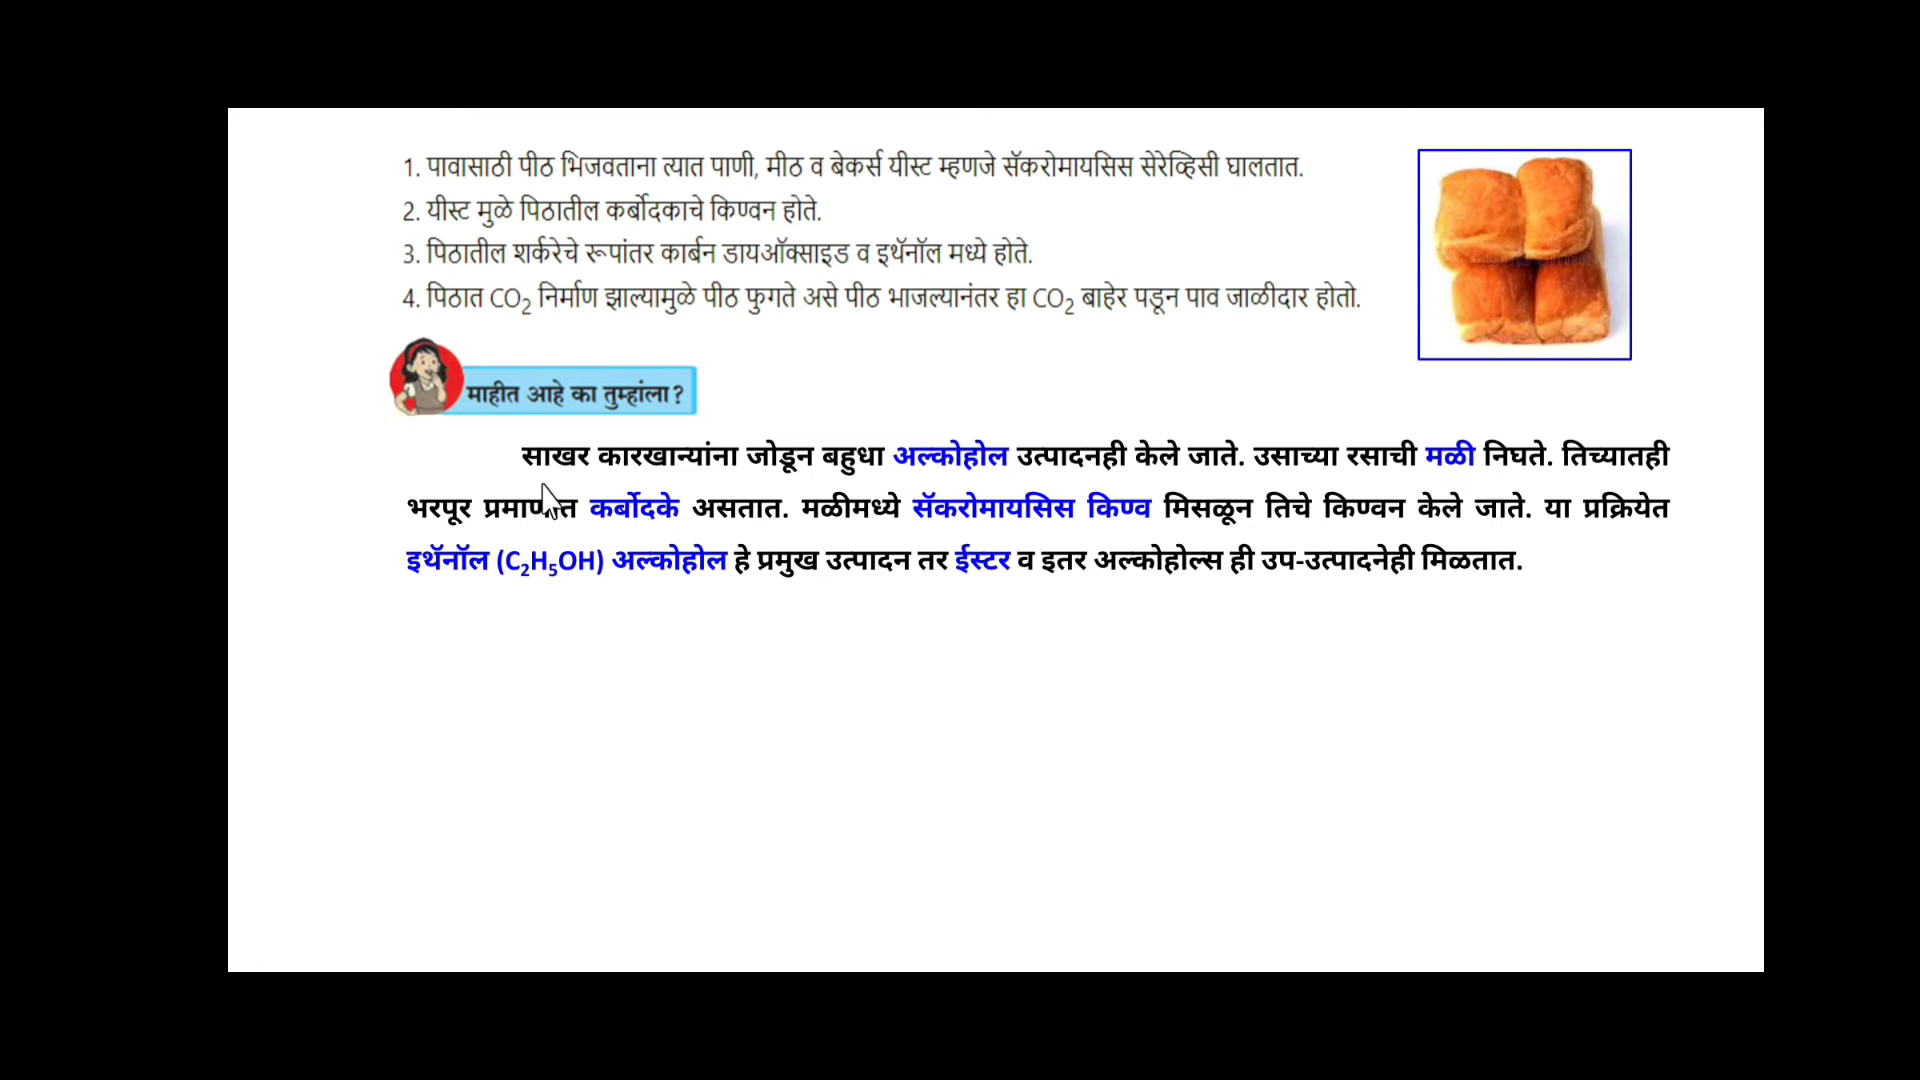 1. पावासाठी पीठ भिजवताना त्यात पाणी, मीठ व बेकर्स यीस्ट म्हणजे सॅकरोमायसिस सेरेव्हिसी घालतात.
2. यीस्ट मुळे पिठातील कर्बोदकाचे किण्वन होते.
3. पिठातील शर्करेचे रूपांतर कार्बन डायऑक्साइड व इथॅनॉल मध्ये होते.
4. पिठात CO₂ निर्माण झाल्यामुळे पीठ फुगते असे पीठ भाजल्यानंतर हा CO₂ बाहेर पडून पाव जाळीदार होतो.
माहीत आहे का तुम्हांला?
साखर कारखान्यांना जोडून बहुधा अल्कोहोल उत्पादनही केले जाते. उसाच्या रसाची मळी निघते. तिच्यातही
भरपूर प्रमाणात कर्बोदके असतात. मळीमध्ये सॅकरोमायसिस किण्व मिसळून तिचे किण्वन केले जाते. या प्रक्रियेत
इथॅनॉल (C₂H₅OH) अल्कोहोल हे प्रमुख उत्पादन तर ईस्टर व इतर अल्कोहोल्स ही उप-उत्पादनेही मिळतात.